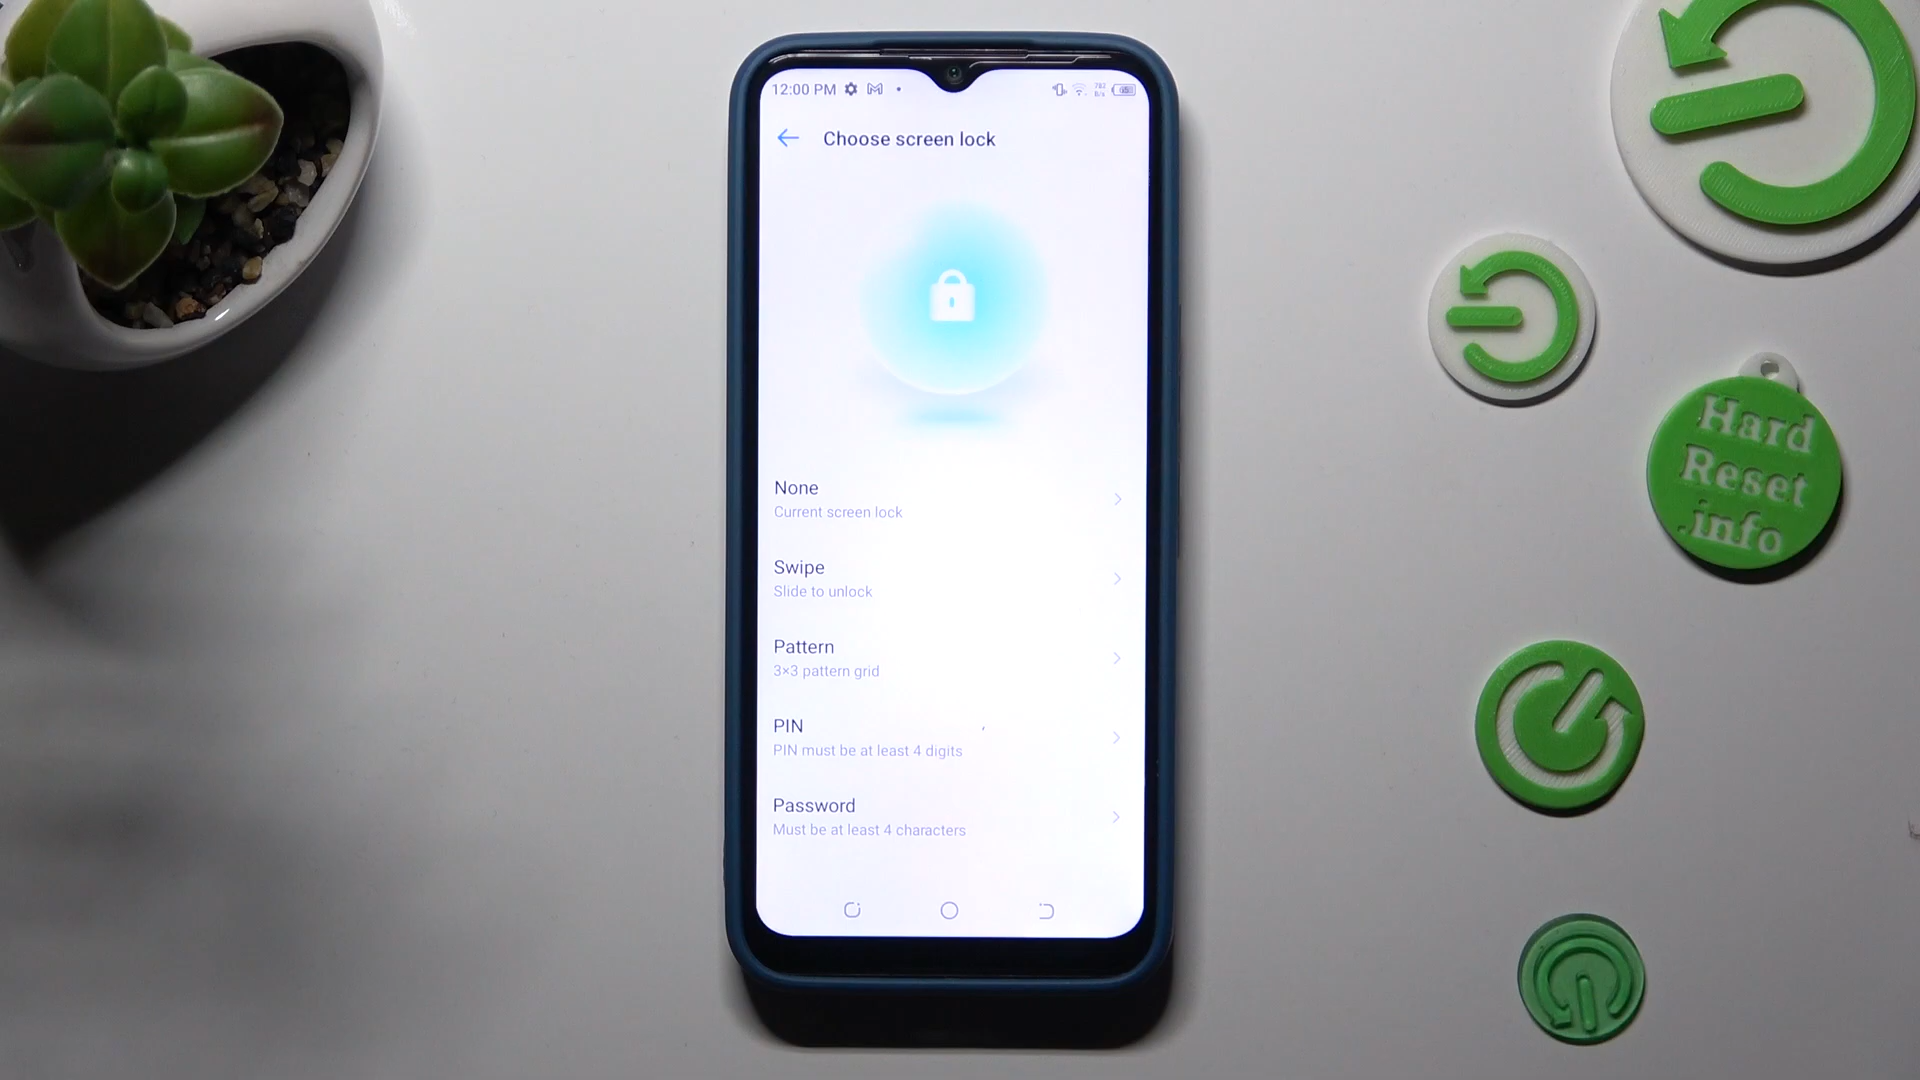 12:00 PM
Choose screen lock
None
Current screen lock
Swipe
Slide to unlock
Pattern
3×3 pattern grid
PIN
PIN must be at least 4 digits
Password
Must be at least 4 characters
Hard
Reset
.info